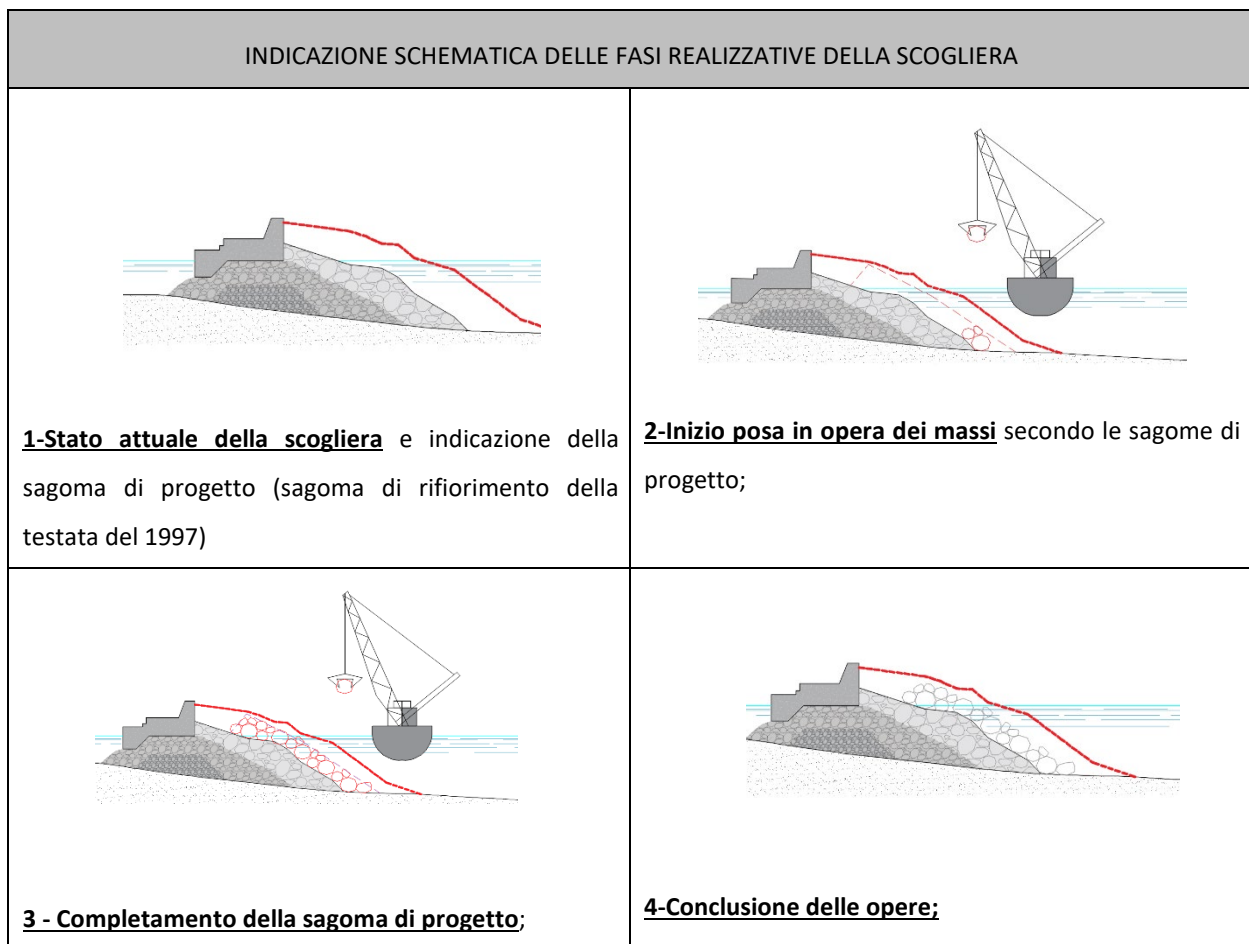 INDICAZIONE SCHEMATICA DELLE FASI REALIZZATIVE DELLA SCOGLIERA
1-Stato attuale della scogliera e indicazione della
sagoma di progetto (sagoma di rifiorimento della
testata del 1997)
2-Inizio posa in opera dei massi secondo le sagome di
progetto;
3 - Completamento della sagoma di progetto;
4-Conclusione delle opere;